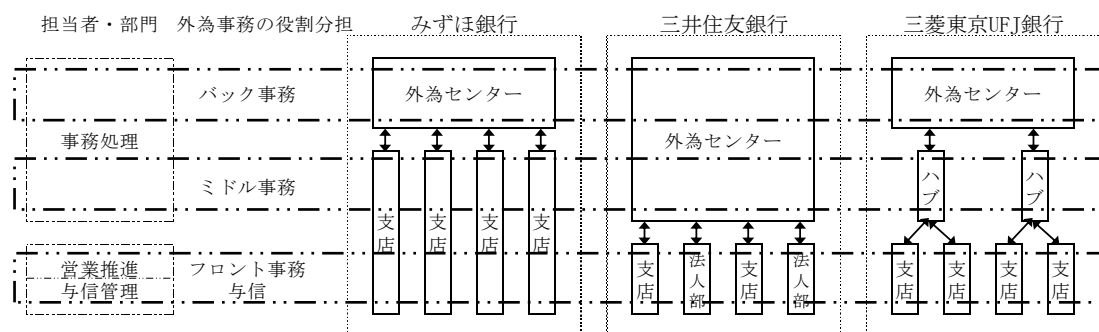 担当者・部門 外為事務の役割分担 みずほ銀行 三井住友銀行 三菱東京UFJ銀行
バック事務 外為センター 外為センター
事務処理 外為センター
ミドル事務 ハブ ハブ
支店 支店 支店 支店
営業推進 フロント事務
与信管理 与信
支店 法人部 支店 法人部 支店 支店 支店 支店